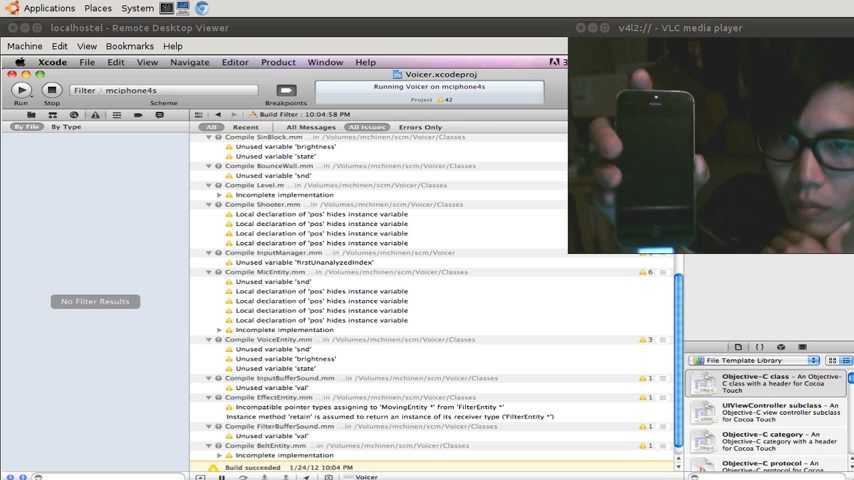 Applications Places System
localhostel - Remote Desktop Viewer
v4l2:// - VLC media player
Machine Edit View Bookmarks Help
Xcode File Edit View Navigate Editor Product Window Help
Voicer.xcodeproj
Filter mciphone4s
Running Voicer on mciphone4s
Project 42
Run Stop Scheme Breakpoints
Build Filter : 10:04:58 PM
By File By Type All Recent All Messages All Issues Errors Only
Compile SinBlock.mm ...in /Volumes/mchinen/scm/Voicer/Classes
Unused variable 'brightness'
Unused variable 'state'
Compile BounceWall.mm ...in /Volumes/mchinen/scm/Voicer/Classes
Unused variable 'snd'
Compile Level.m ...in /Volumes/mchinen/scm/Voicer/Classes
Incomplete implementation
Compile Shooter.mm ...in /Volumes/mchinen/scm/Voicer/Classes
Local declaration of 'pos' hides instance variable
Local declaration of 'pos' hides instance variable
Local declaration of 'pos' hides instance variable
Local declaration of 'pos' hides instance variable
Compile InputManager.mm ...in /Volumes/mchinen/scm/Voicer
Unused variable 'firstUnanalyzedIndex'
Compile MicEntity.mm ...in /Volumes/mchinen/scm/Voicer/Classes 6
Unused variable 'snd'
Local declaration of 'pos' hides instance variable
Local declaration of 'pos' hides instance variable
Local declaration of 'pos' hides instance variable
Local declaration of 'pos' hides instance variable
Incomplete implementation
No Filter Results
Compile VoiceEntity.mm ...in /Volumes/mchinen/scm/Voicer/Classes 3
Unused variable 'snd'
Unused variable 'brightness'
Unused variable 'state'
Compile InputBufferSound.mm ...in /Volumes/mchinen/scm/Voicer/Classes 1
Unused variable 'val'
Compile EffectEntity.mm ...in /Volumes/mchinen/scm/Voicer/Classes 1
Incompatible pointer types assigning to 'MovingEntity *' from 'FilterEntity *'
Instance method 'retain' is assumed to return an instance of its receiver type ('FilterEntity *')
Compile FilterBufferSound.mm ...in /Volumes/mchinen/scm/Voicer/Classes 1
Unused variable 'val'
Compile BeltEntity.mm ...in /Volumes/mchinen/scm/Voicer/Classes 1
Incomplete implementation
Build succeeded 1/24/12 10:04 PM
Voicer
File Template Library
Objective-C class - An Objective-
C class with a header for Cocoa
Touch
UIViewController subclass - An
Objective-C class with a header
for Cocoa Touch
Objective-C category - An
Objective-C category with a
header for Cocoa Touch
Objective-C protocol - An